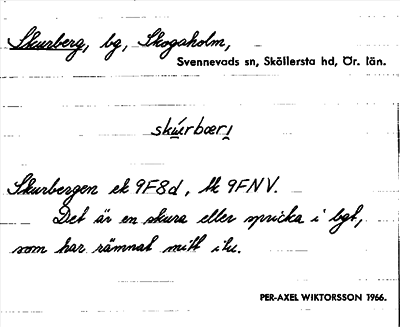 Skurberg, bg, Skogaholm,
Svennevads sn, Sköllersta hd, Ör. län.
skúrbærı
Skurbergen ek 9F8d, tk 9FNV.
Det är en skura eller spricka i bgt,
som har rämnat mitt itu.
PER-AXEL WIKTORSSON 1966.